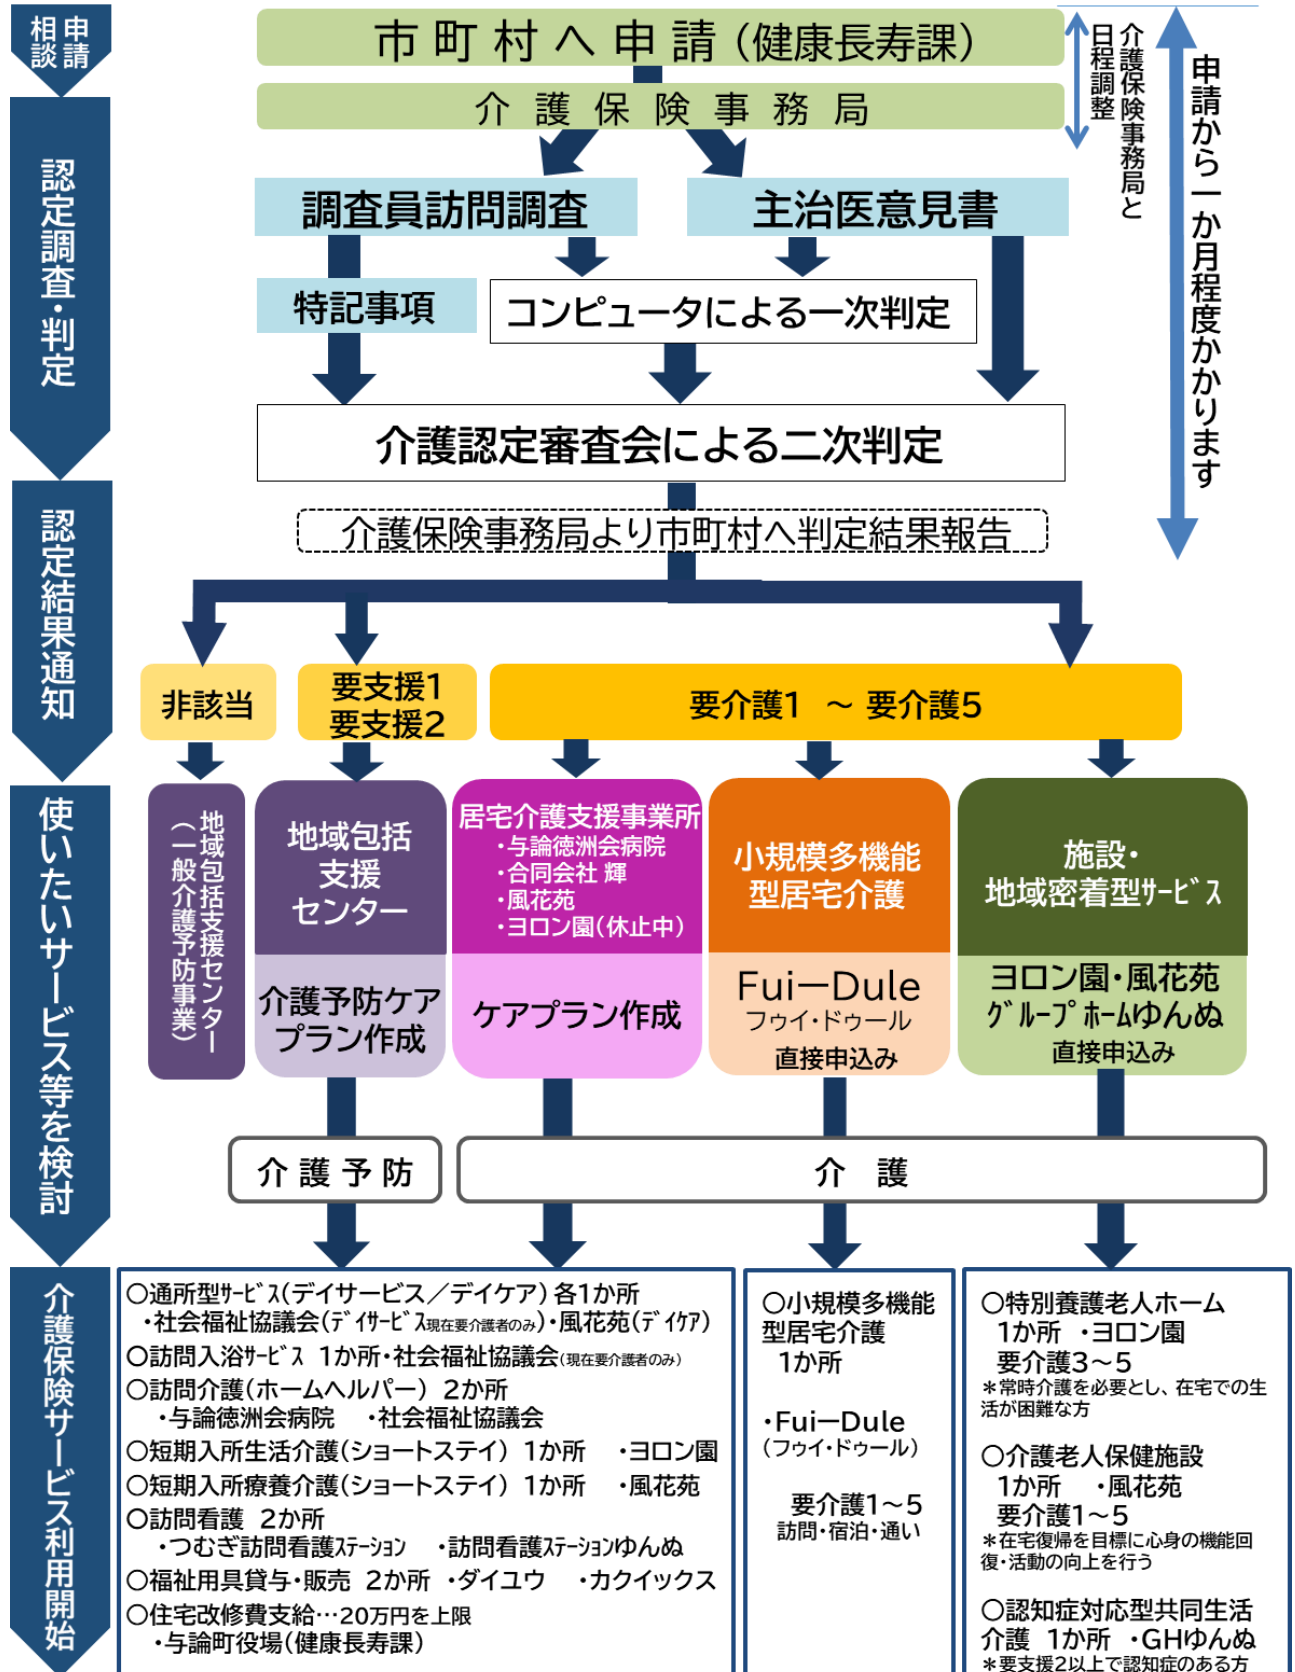 申請
相談
市町村へ申請（健康長寿課）
介護保険事務局
介護保険事務局と
日程調整
申請から一か月程度かかります
認定調査・判定
調査員訪問調査
主治医意見書
特記事項
コンピュータによる一次判定
介護認定審査会による二次判定
認定結果通知
介護保険事務局より市町村へ判定結果報告
非該当
要支援1
要支援2
要介護1 ～ 要介護5
使いたいサービス等を検討
地域包括支援センター
（一般介護予防事業）
地域包括
支援
センター
介護予防ケア
プラン作成
居宅介護支援事業所
・与論徳洲会病院
・合同会社 輝
・風花苑
・ヨロン園(休止中)
ケアプラン作成
小規模多機能
型居宅介護
FuiーDule
フゥイ・ドゥール
直接申込み
施設・
地域密着型ｻｰﾋﾞｽ
ヨロン園・風花苑
ｸﾞﾙｰﾌﾟﾎｰﾑゆんぬ
直接申込み
介護予防
介 護
介護保険サービス利用開始
○通所型ｻｰﾋﾞｽ(デイサービス／デイケア) 各1か所
・社会福祉協議会(ﾃﾞｲｻｰﾋﾞｽ現在要介護者のみ)・風花苑(ﾃﾞｲｹｱ)
○訪問入浴ｻｰﾋﾞｽ 1か所・社会福祉協議会(現在要介護者のみ)
○訪問介護(ホームヘルパー) 2か所
・与論徳洲会病院 ・社会福祉協議会
○短期入所生活介護(ショートステイ) 1か所 ・ヨロン園
○短期入所療養介護(ショートステイ) 1か所 ・風花苑
○訪問看護 2か所
・つむぎ訪問看護ｽﾃｰｼｮﾝ ・訪問看護ｽﾃｰｼｮﾝゆんぬ
○福祉用具貸与・販売 2か所 ・ダイユウ ・カクイックス
○住宅改修費支給…20万円を上限
・与論町役場(健康長寿課)
○小規模多機能
型居宅介護
1か所
・FuiーDule
(フゥイ・ドゥール)
要介護1～5
訪問・宿泊・通い
○特別養護老人ホーム
1か所 ・ヨロン園
要介護3～5
＊常時介護を必要とし、在宅での生
活が困難な方
○介護老人保健施設
1か所 ・風花苑
要介護1～5
＊在宅復帰を目標に心身の機能回
復・活動の向上を行う
○認知症対応型共同生活
介護 1か所 ・GHゆんぬ
＊要支援2以上で認知症のある方